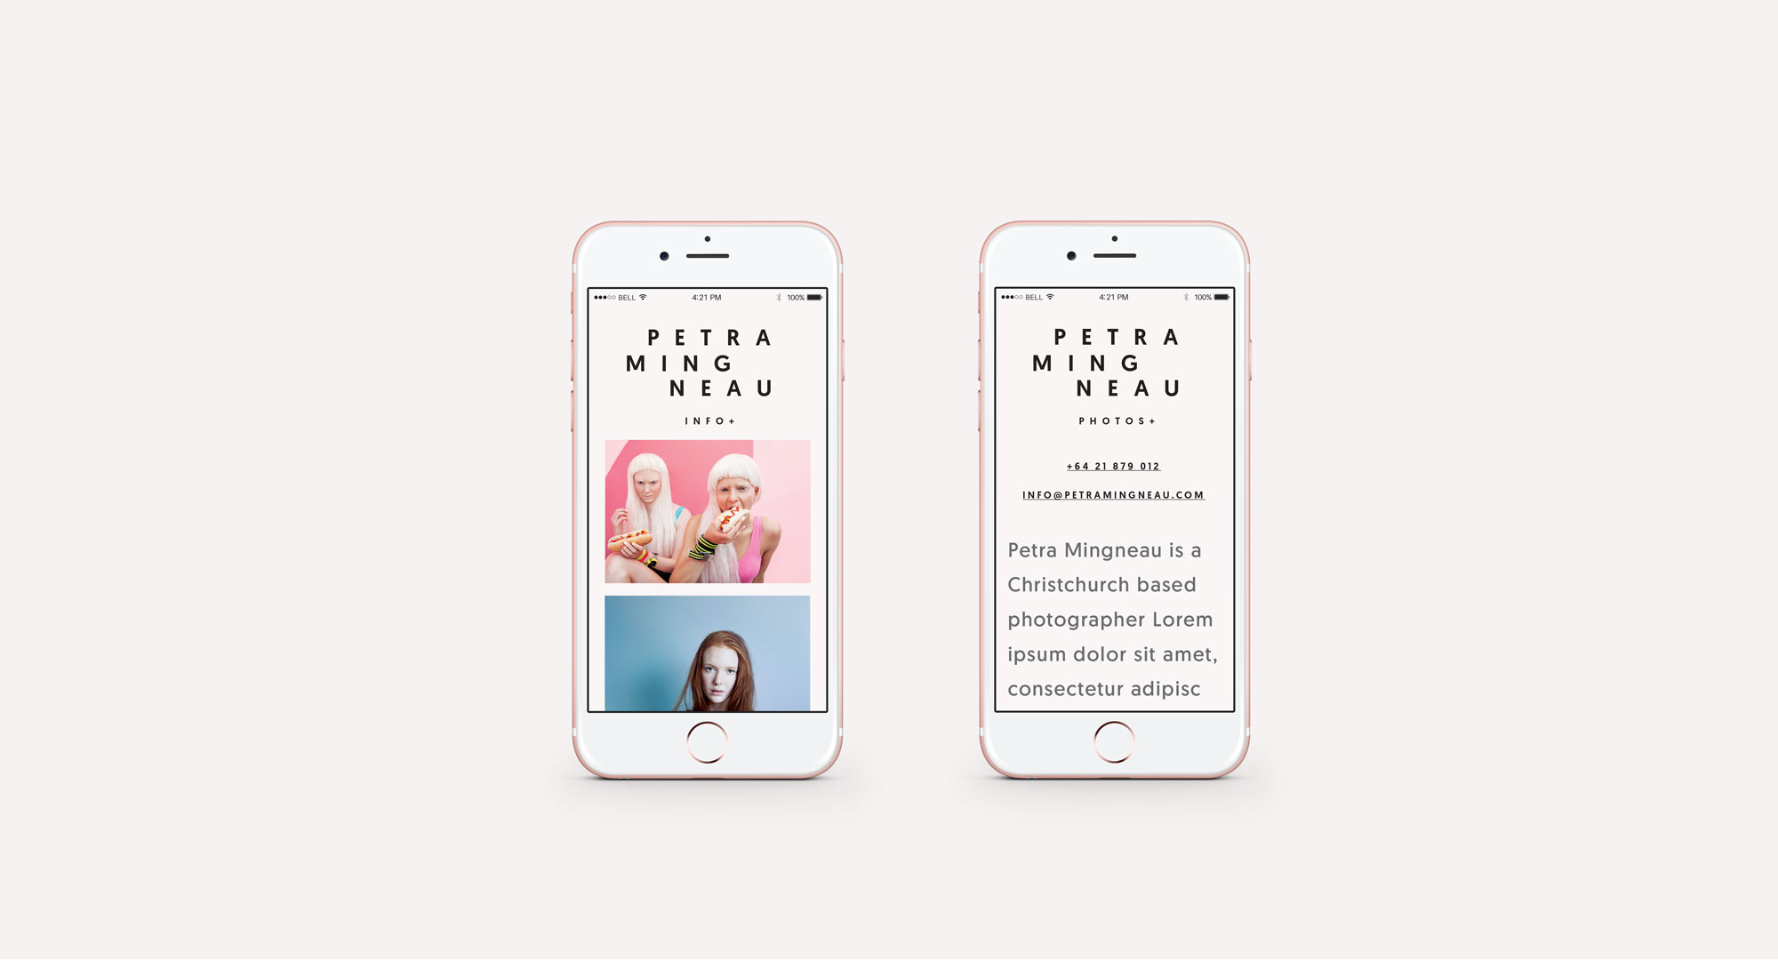 BELL
4:21 PM
100%
PETRA
MING
NEAU
INFO+
BELL
4:21 PM
100%
PETRA
MING
NEAU
PHOTOS+
+64 21 879 012
INFO@PETRAMINGNEAU.COM
Petra Mingneau is a
Christchurch based
photographer Lorem
ipsum dolor sit amet,
consectetur adipisc